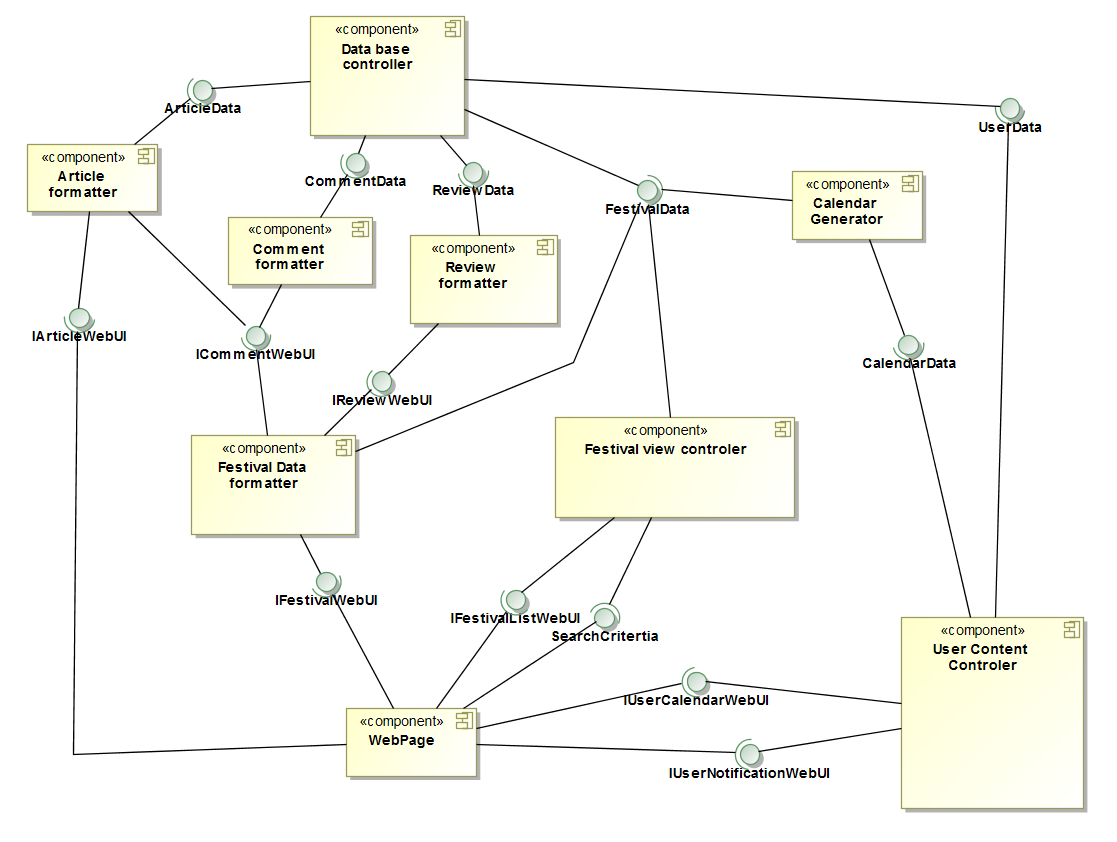 «component»
Data base
controller
ArticleData
UserData
«component»
Article
formatter
CommentData
ReviewData
FestivalData
«component»
Calendar
Generator
«component»
Comment
formatter
«component»
Review
formatter
IArticleWebUI
ICommentWebUI
CalendarData
IReviewWebUI
«component»
Festival Data
formatter
«component»
Festival view controler
IFestivalWebUI
IFestivalListWebUI
SearchCritertia
«component»
User Content
Controler
IUserCalendarWebUI
«component»
WebPage
IUserNotificationWebUI